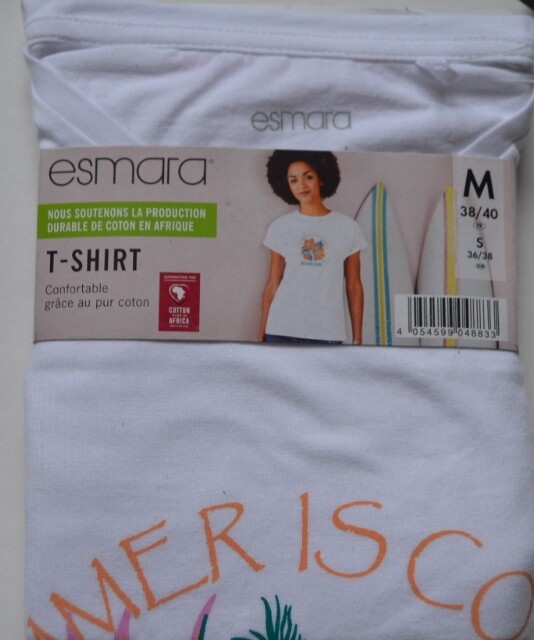 esmara
esmara®
NOUS SOUTENONS LA PRODUCTION
DURABLE DE COTON EN AFRIQUE
T-SHIRT
Confortable
grâce au pur coton
COTTON
AFRICA
M
38/40
S
36/38
4 054599 048833
MER IS CO